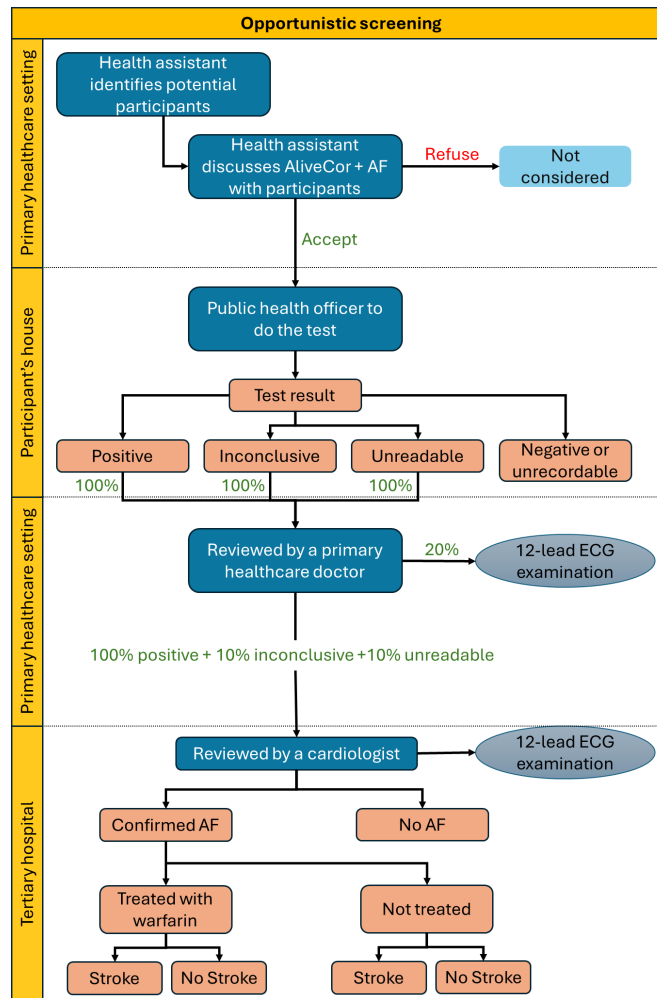 Opportunistic screening
Primary healthcare setting
Health assistant
identifies potential
participants
Health assistant
discusses AliveCor + AF
with participants
Refuse
Not
considered
Accept
Participant's house
Public health officer to
do the test
Test result
Positive
Inconclusive
Unreadable
Negative or
unrecordable
100%
100%
100%
Primary healthcare setting
Reviewed by a primary
healthcare doctor
20%
12-lead ECG
examination
100% positive + 10% inconclusive +10% unreadable
Tertiary hospital
Reviewed by a cardiologist
12-lead ECG
examination
Confirmed AF
No AF
Treated with
warfarin
Not treated
Stroke
No Stroke
Stroke
No Stroke